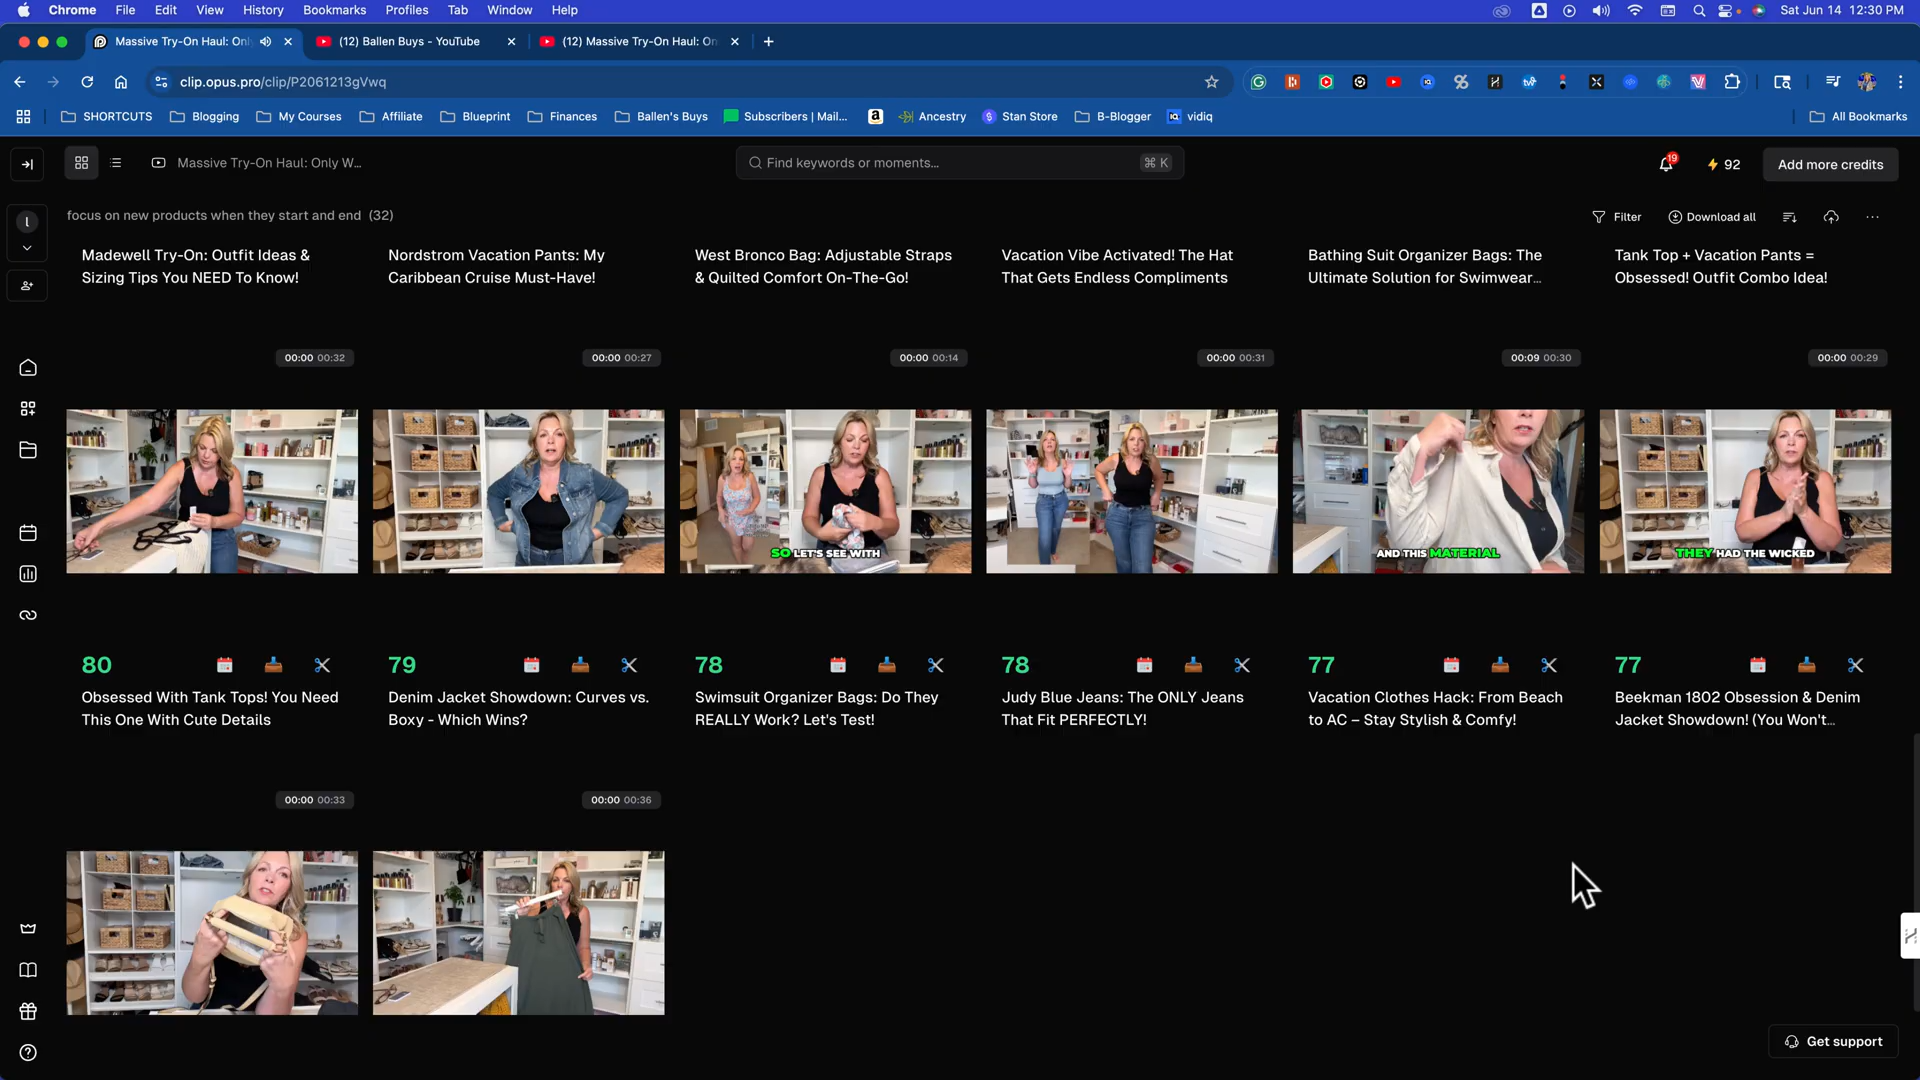 Chrome File Edit View History Bookmarks Profiles Tab Window Help Sat Jun 14 12:30 PM
Massive Try-On Haul: Onl (12) Ballen Buys - YouTube (12) Massive Try-On Haul: On
clip.opus.pro/clip/P2061213gVwq
SHORTCUTS Blogging My Courses Affiliate Blueprint Finances Ballen's Buys Subscribers | Mail... Ancestry Stan Store B-Blogger vidiq All Bookmarks
Massive Try-On Haul: Only W... Find keywords or moments... ⌘ K 19 92 Add more credits
focus on new products when they start and end (32) Filter Download all
Madewell Try-On: Outfit Ideas &
Sizing Tips You NEED To Know!
Nordstrom Vacation Pants: My
Caribbean Cruise Must-Have!
West Bronco Bag: Adjustable Straps
& Quilted Comfort On-The-Go!
Vacation Vibe Activated! The Hat
That Gets Endless Compliments
Bathing Suit Organizer Bags: The
Ultimate Solution for Swimwear...
Tank Top + Vacation Pants =
Obsessed! Outfit Combo Idea!
00:00 00:32 00:00 00:27 00:00 00:14 00:00 00:31 00:09 00:30 00:00 00:29
SO LET'S SEE WITH
AND THIS MATERIAL
THEY HAD THE WICKED
80
Obsessed With Tank Tops! You Need
This One With Cute Details
79
Denim Jacket Showdown: Curves vs.
Boxy - Which Wins?
78
Swimsuit Organizer Bags: Do They
REALLY Work? Let's Test!
78
Judy Blue Jeans: The ONLY Jeans
That Fit PERFECTLY!
77
Vacation Clothes Hack: From Beach
to AC – Stay Stylish & Comfy!
77
Beekman 1802 Obsession & Denim
Jacket Showdown! (You Won't...
00:00 00:33 00:00 00:36
Get support